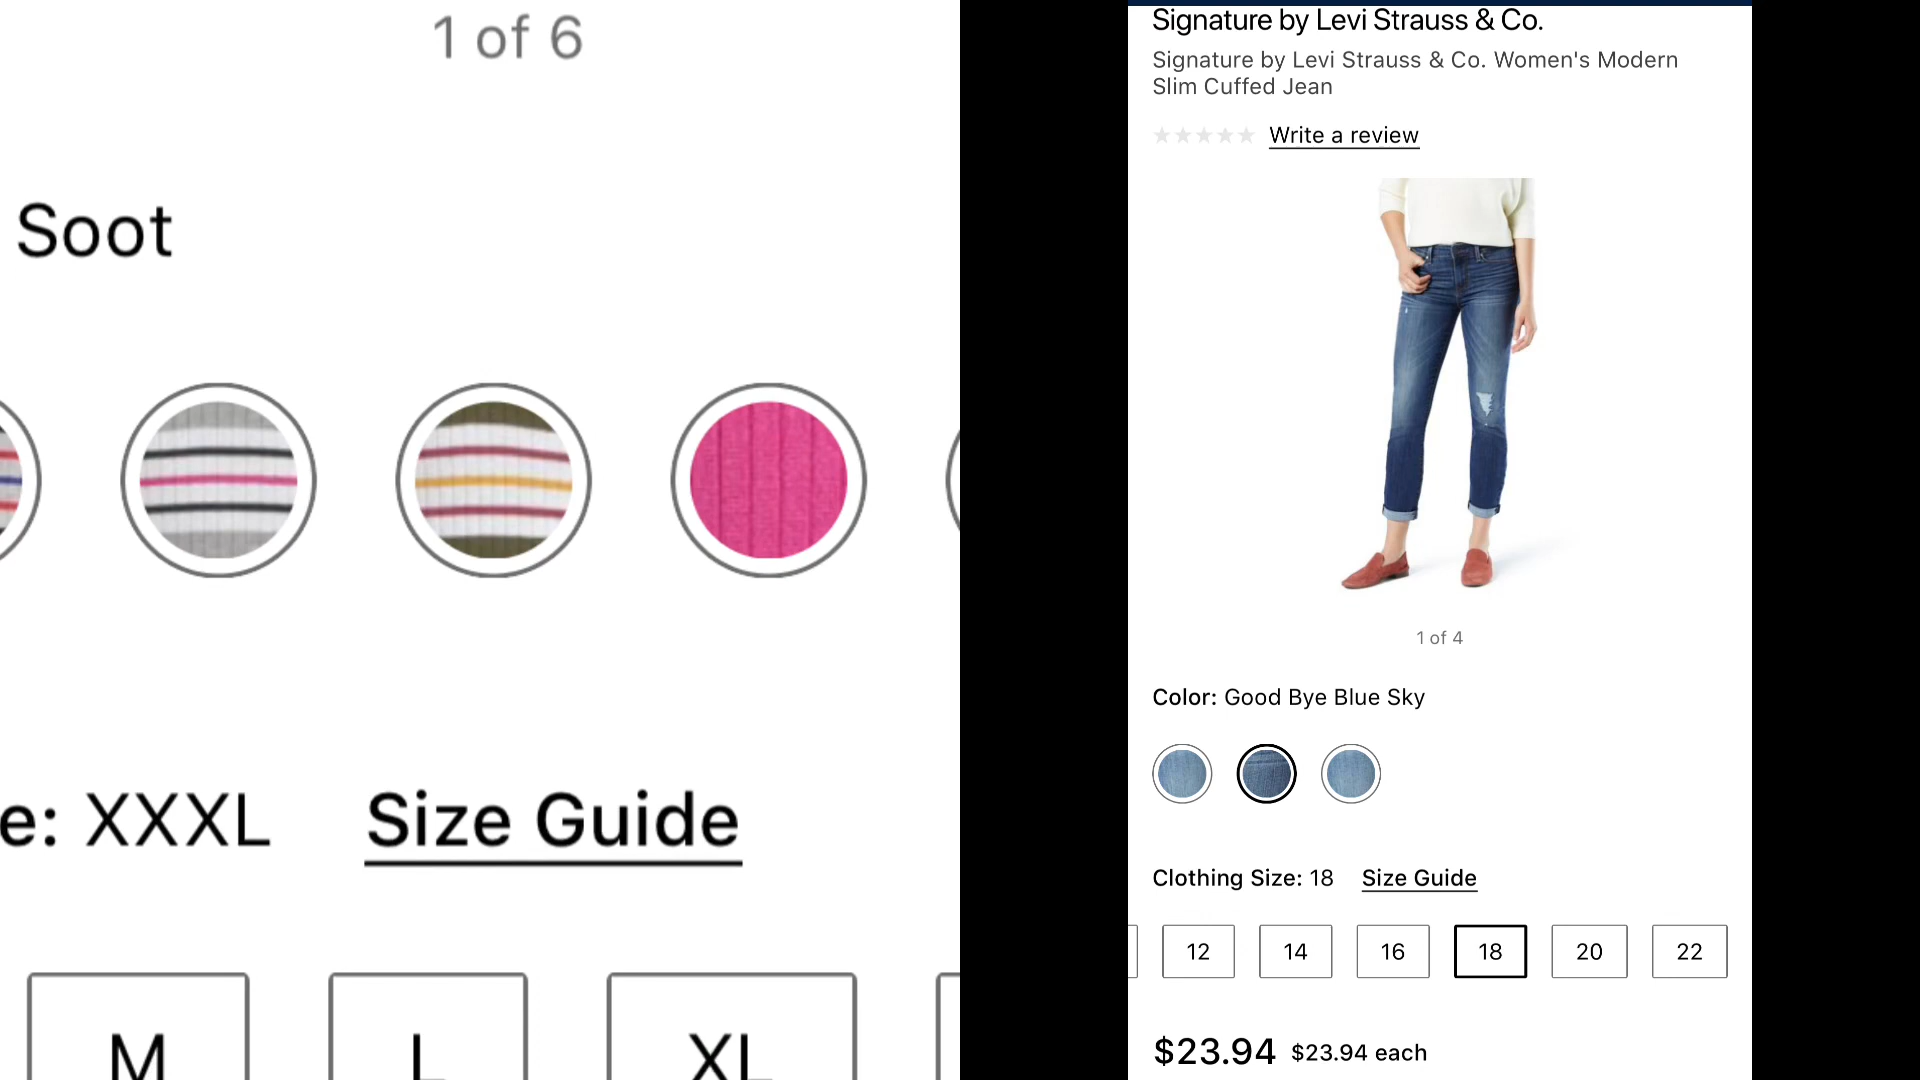 1 of 6
Soot
e: XXXL Size Guide
M L XL
Signature by Levi Strauss & Co.
Signature by Levi Strauss & Co. Women's Modern
Slim Cuffed Jean
Write a review
1 of 4
Color: Good Bye Blue Sky
Clothing Size: 18 Size Guide
12 14 16 18 20 22
$23.94 $23.94 each